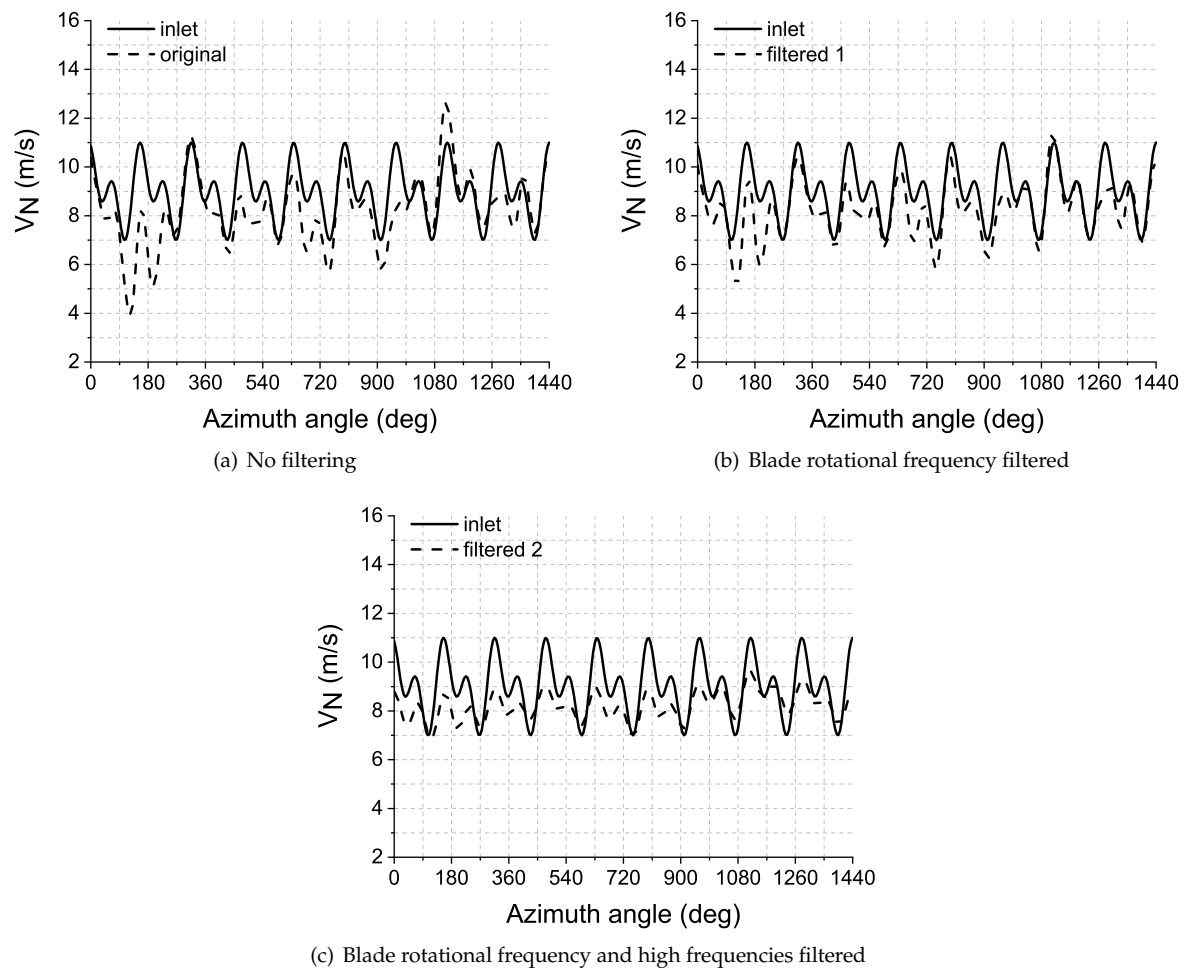 16
14
12
10
8
6
4
2
V_N (m/s)
inlet
original
0 180 360 540 720 900 1080 1260 1440
Azimuth angle (deg)
(a) No filtering
16
14
12
10
8
6
4
2
V_N (m/s)
inlet
filtered 1
0 180 360 540 720 900 1080 1260 1440
Azimuth angle (deg)
(b) Blade rotational frequency filtered
16
14
12
10
8
6
4
2
V_N (m/s)
inlet
filtered 2
0 180 360 540 720 900 1080 1260 1440
Azimuth angle (deg)
(c) Blade rotational frequency and high frequencies filtered